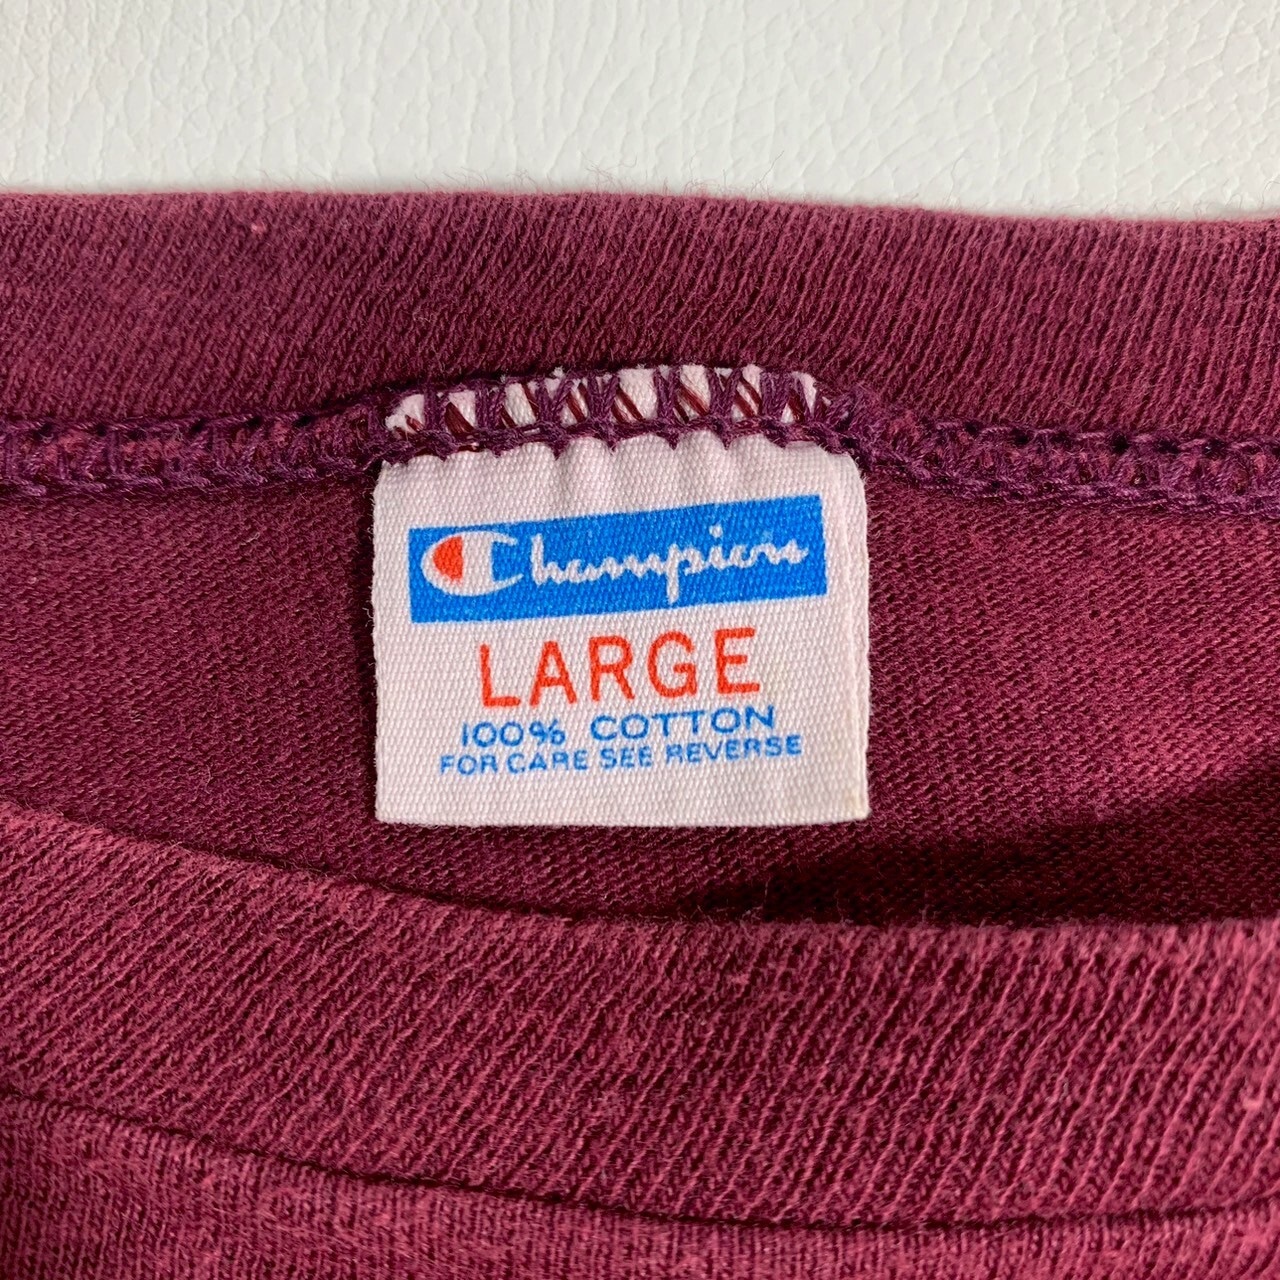 Champion
LARGE
100% COTTON
FOR CARE SEE REVERSE